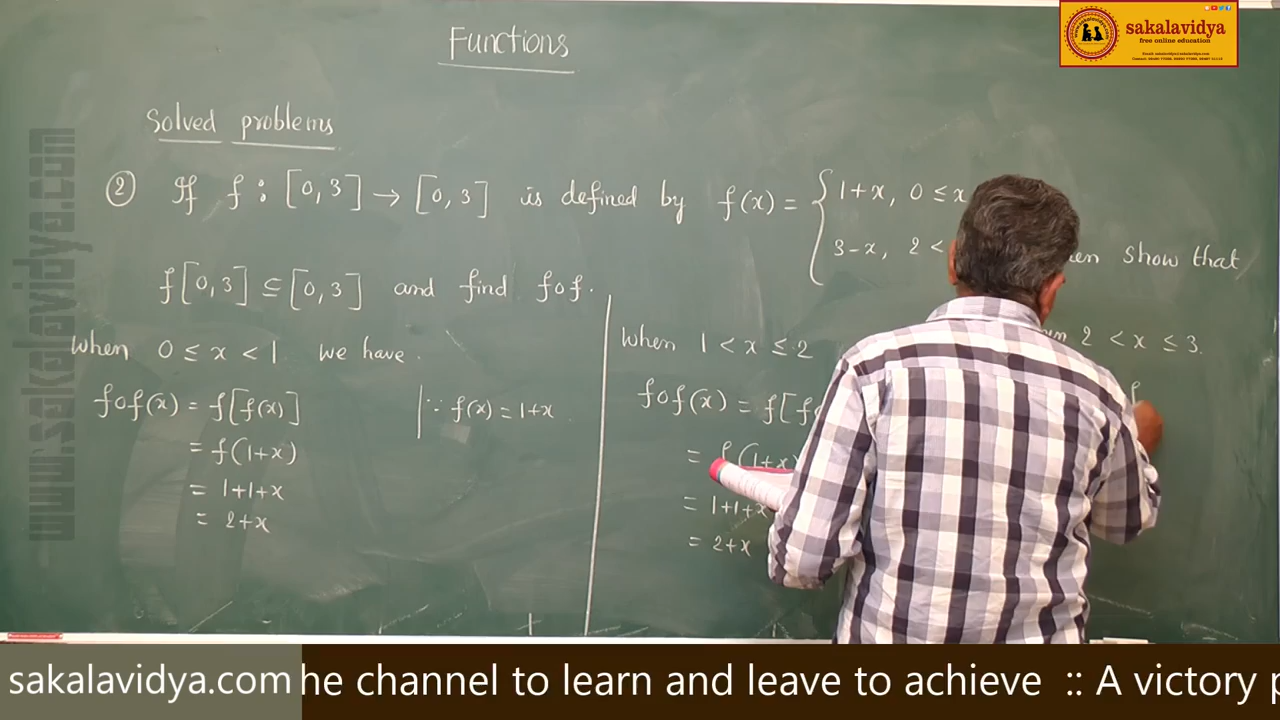 Functions
sakalavidya
free online education
Solved problems
② If f : [0, 3] → [0, 3] is defined by f(x) = { 1+x, 0 ≤ x
3-x, 2 <
show that
f[0, 3] ⊆ [0, 3] and find fof.
When 0 ≤ x < 1 we have.
fof(x) = f[f(x)]
= f(1+x)
= 1+1+x
= 2+x
∵ f(x) = 1+x
When 1 < x ≤ 2
fof(x) = f[f
= f(1+x
= 1+1+x
= 2+x
2 < x ≤ 3.
www.sakalavidya.com
sakalavidya.com
he channel to learn and leave to achieve :: A victory